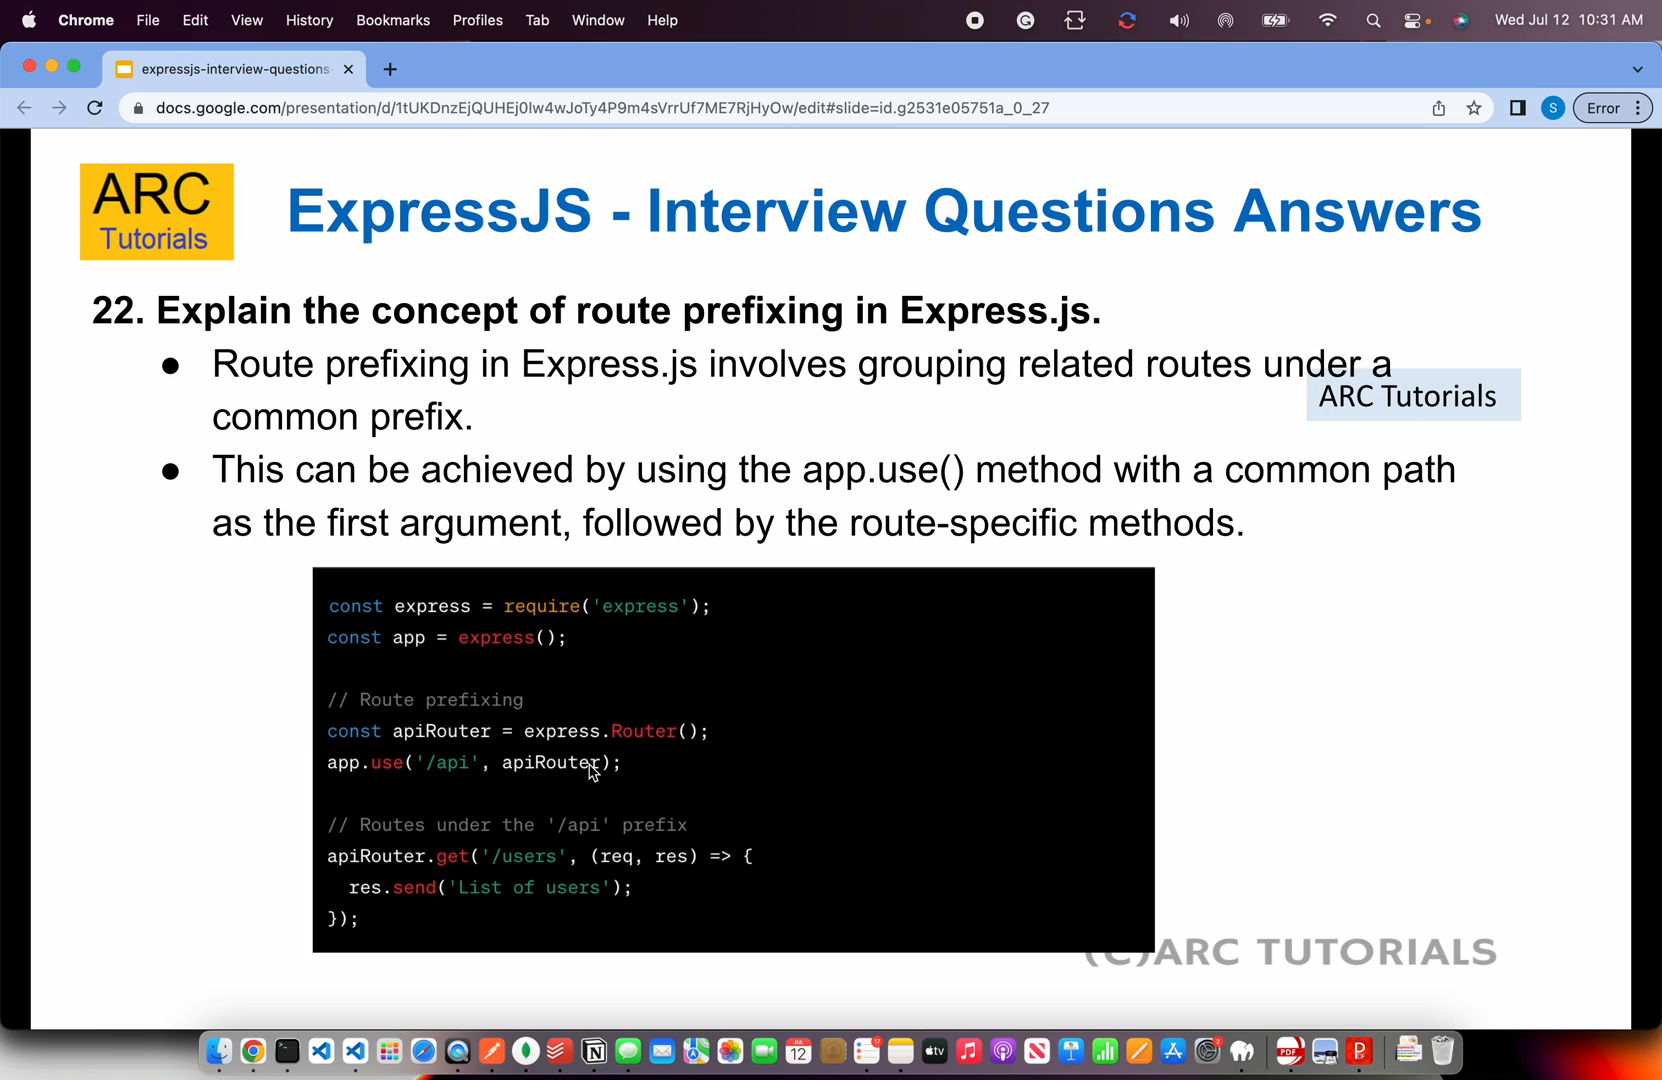 Chrome File Edit View History Bookmarks Profiles Tab Window Help Wed Jul 12 10:31 AM
expressjs-interview-questions-
docs.google.com/presentation/d/1tUKDnzEjQUHEj0lw4wJoTy4P9m4sVrrUf7ME7RjHyOw/edit#slide=id.g2531e05751a_0_27 S Error
ARC
Tutorials
ExpressJS - Interview Questions Answers
22. Explain the concept of route prefixing in Express.js.
● Route prefixing in Express.js involves grouping related routes under a
common prefix.
ARC Tutorials
● This can be achieved by using the app.use() method with a common path
as the first argument, followed by the route-specific methods.
const express = require('express');
const app = express();
// Route prefixing
const apiRouter = express.Router();
app.use('/api', apiRouter);
// Routes under the '/api' prefix
apiRouter.get('/users', (req, res) => {
res.send('List of users');
});
(C)ARC TUTORIALS
JUL
12
17
tv
2
PDF